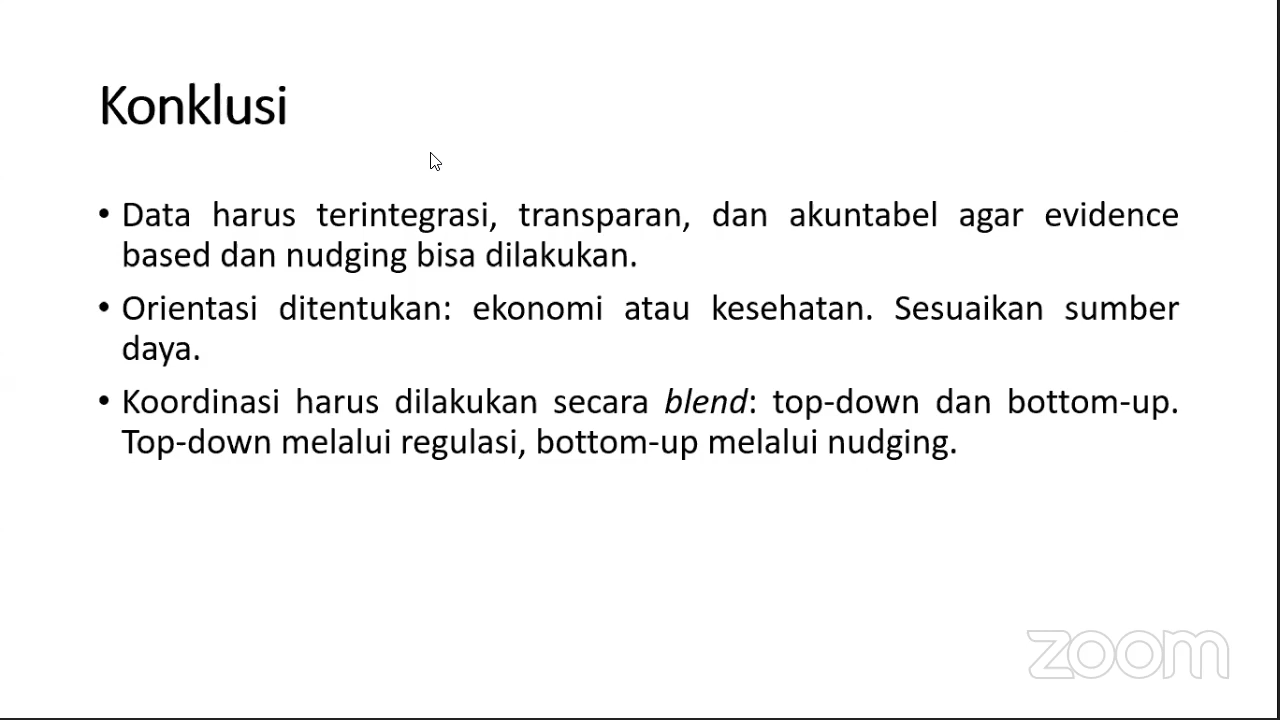 Konklusi
• Data harus terintegrasi, transparan, dan akuntabel agar evidence
based dan nudging bisa dilakukan.
• Orientasi ditentukan: ekonomi atau kesehatan. Sesuaikan sumber
daya.
• Koordinasi harus dilakukan secara blend: top-down dan bottom-up.
Top-down melalui regulasi, bottom-up melalui nudging.
zoom